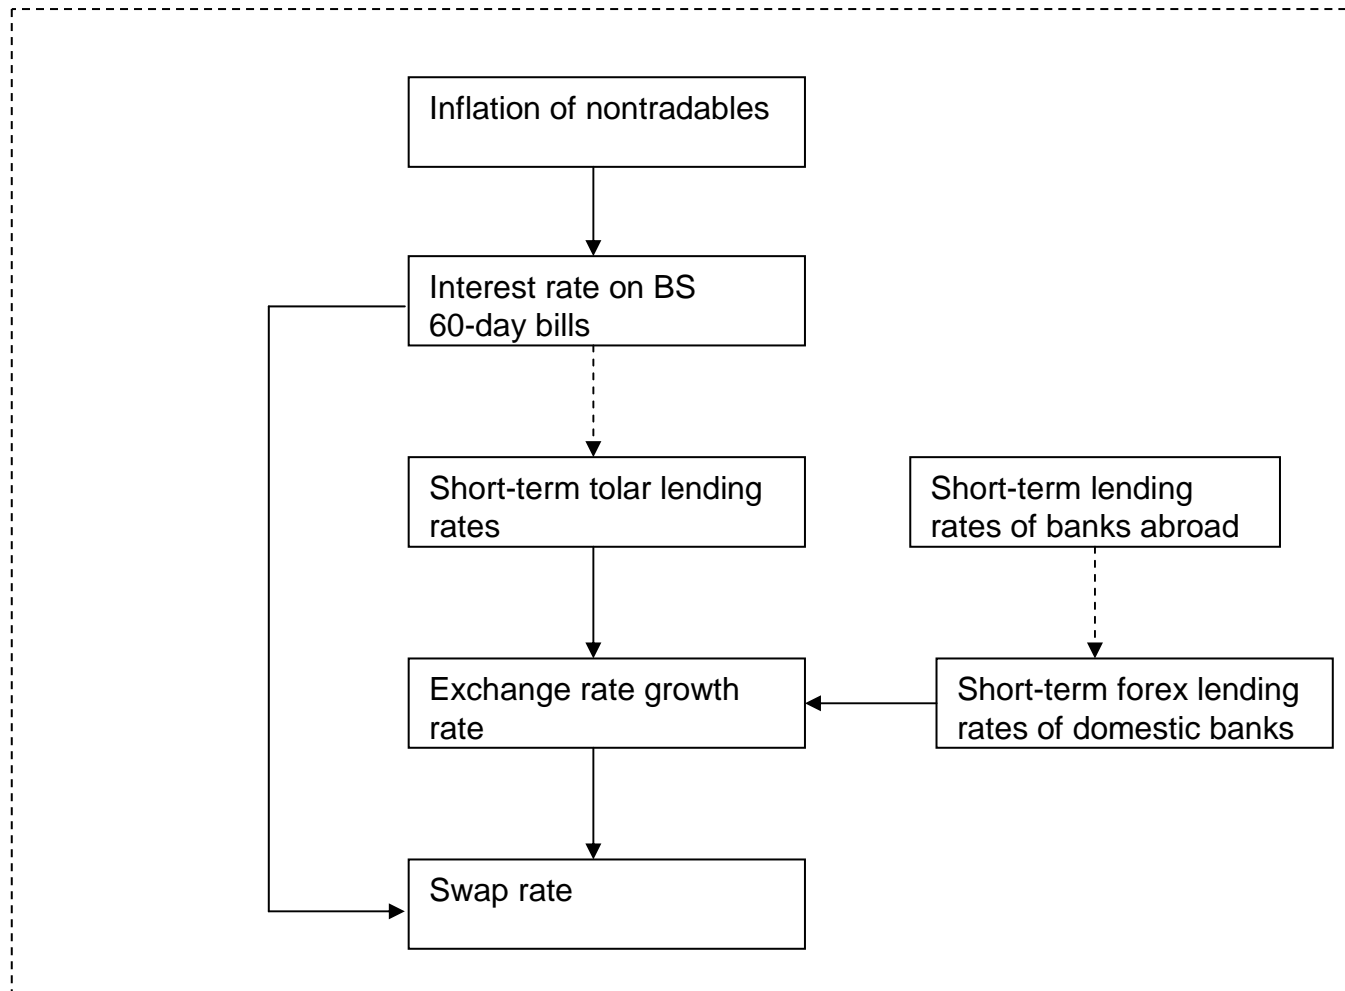 Inflation of nontradables
Interest rate on BS
60-day bills
Short-term tolar lending
rates
Short-term lending
rates of banks abroad
Exchange rate growth
rate
Short-term forex lending
rates of domestic banks
Swap rate